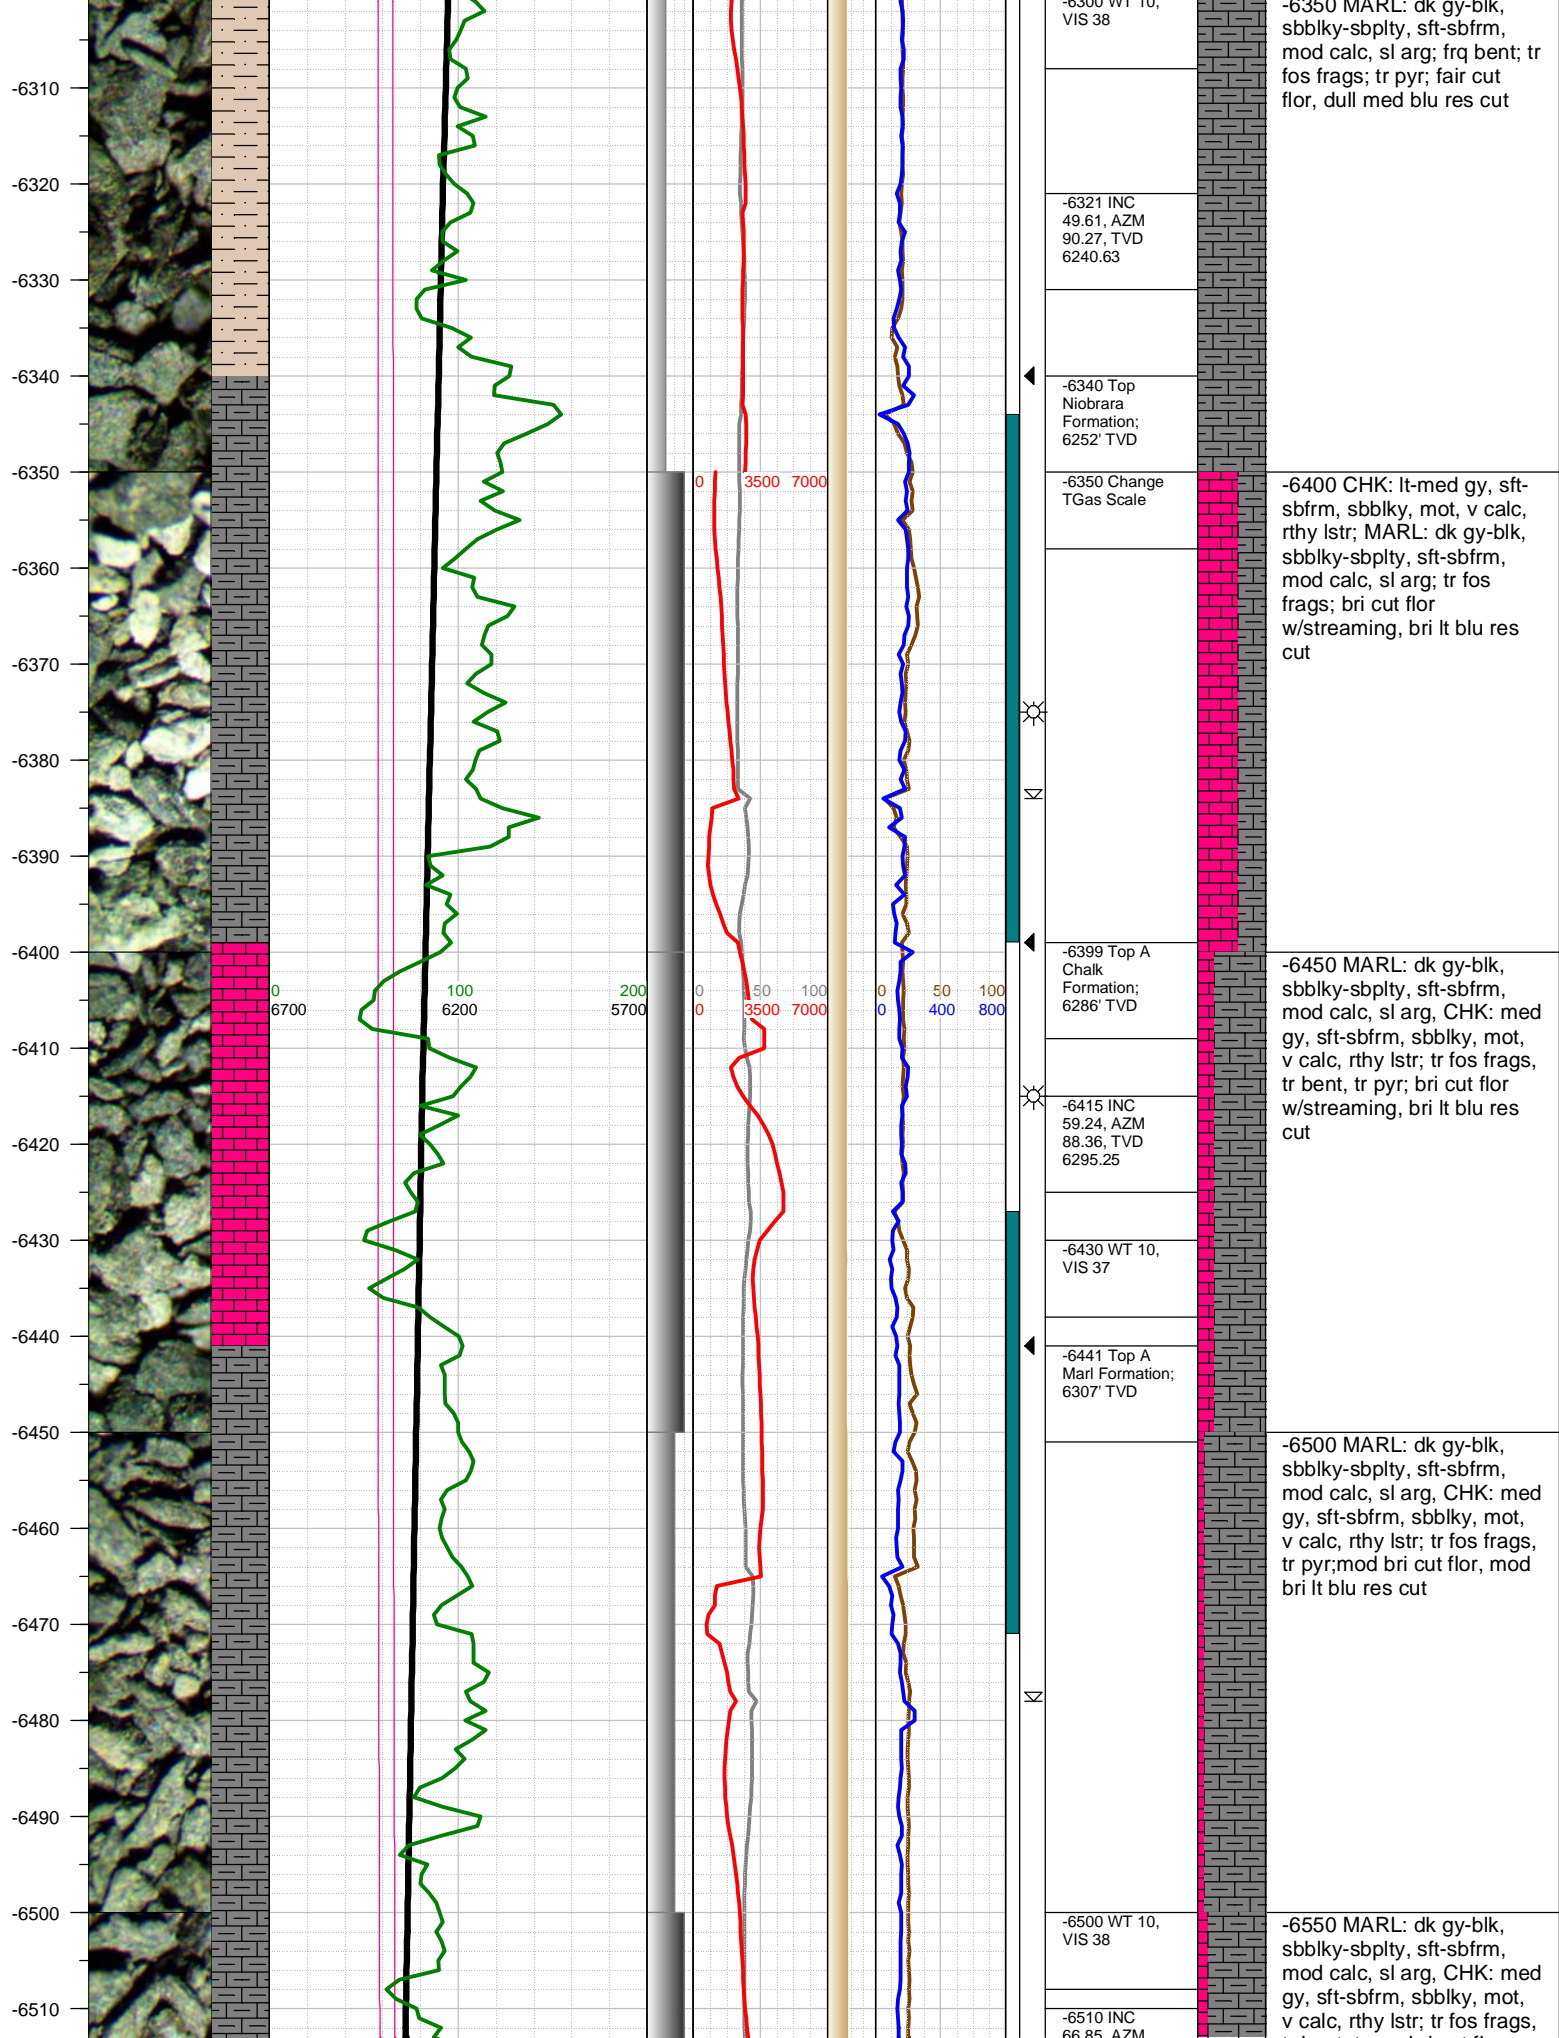 -6310
-6320
-6330
-6340
-6350
-6360
-6370
-6380
-6390
-6400
-6410
-6420
-6430
-6440
-6450
-6460
-6470
-6480
-6490
-6500
-6510
0 3500 7000
0 100 200
6700 6200 5700
0 50 100
0 3500 7000
0 50 100
0 400 800
-6300 WT 10,
VIS 38
-6321 INC
49.61, AZM
90.27, TVD
6240.63
-6340 Top
Niobrara
Formation;
6252' TVD
-6350 Change
TGas Scale
-6399 Top A
Chalk
Formation;
6286' TVD
-6415 INC
59.24, AZM
88.36, TVD
6295.25
-6430 WT 10,
VIS 37
-6441 Top A
Marl Formation;
6307' TVD
-6500 WT 10,
VIS 38
-6510 INC
66.85, AZM
-6350 MARL: dk gy-blk,
sbblky-sbplty, sft-sbfrm,
mod calc, sl arg; frq bent; tr
fos frags; tr pyr; fair cut
flor, dull med blu res cut
-6400 CHK: lt-med gy, sft-
sbfrm, sbblky, mot, v calc,
rthy lstr; MARL: dk gy-blk,
sbblky-sbplty, sft-sbfrm,
mod calc, sl arg; tr fos
frags; bri cut flor
w/streaming, bri lt blu res
cut
-6450 MARL: dk gy-blk,
sbblky-sbplty, sft-sbfrm,
mod calc, sl arg, CHK: med
gy, sft-sbfrm, sbblky, mot,
v calc, rthy lstr; tr fos frags,
tr bent, tr pyr; bri cut flor
w/streaming, bri lt blu res
cut
-6500 MARL: dk gy-blk,
sbblky-sbplty, sft-sbfrm,
mod calc, sl arg, CHK: med
gy, sft-sbfrm, sbblky, mot,
v calc, rthy lstr; tr fos frags,
tr pyr;mod bri cut flor, mod
bri lt blu res cut
-6550 MARL: dk gy-blk,
sbblky-sbplty, sft-sbfrm,
mod calc, sl arg, CHK: med
gy, sft-sbfrm, sbblky, mot,
v calc, rthy lstr; tr fos frags,